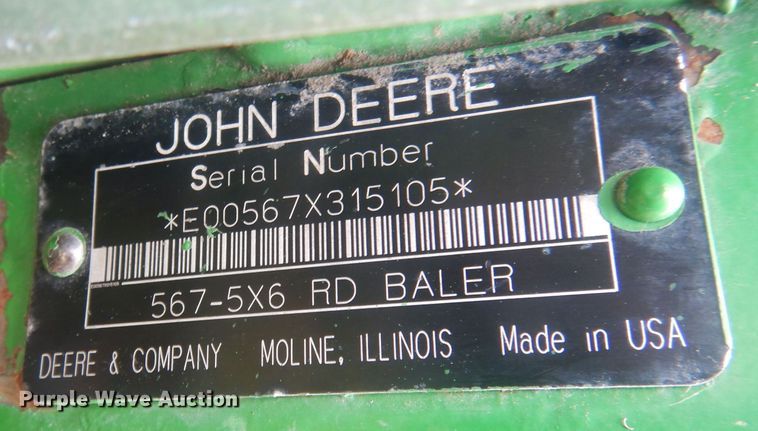 JOHN DEERE
Serial Number
*E00567X315105*
567-5X6 RD BALER
DEERE & COMPANY MOLINE, ILLINOIS Made in USA
Purple Wave Auction